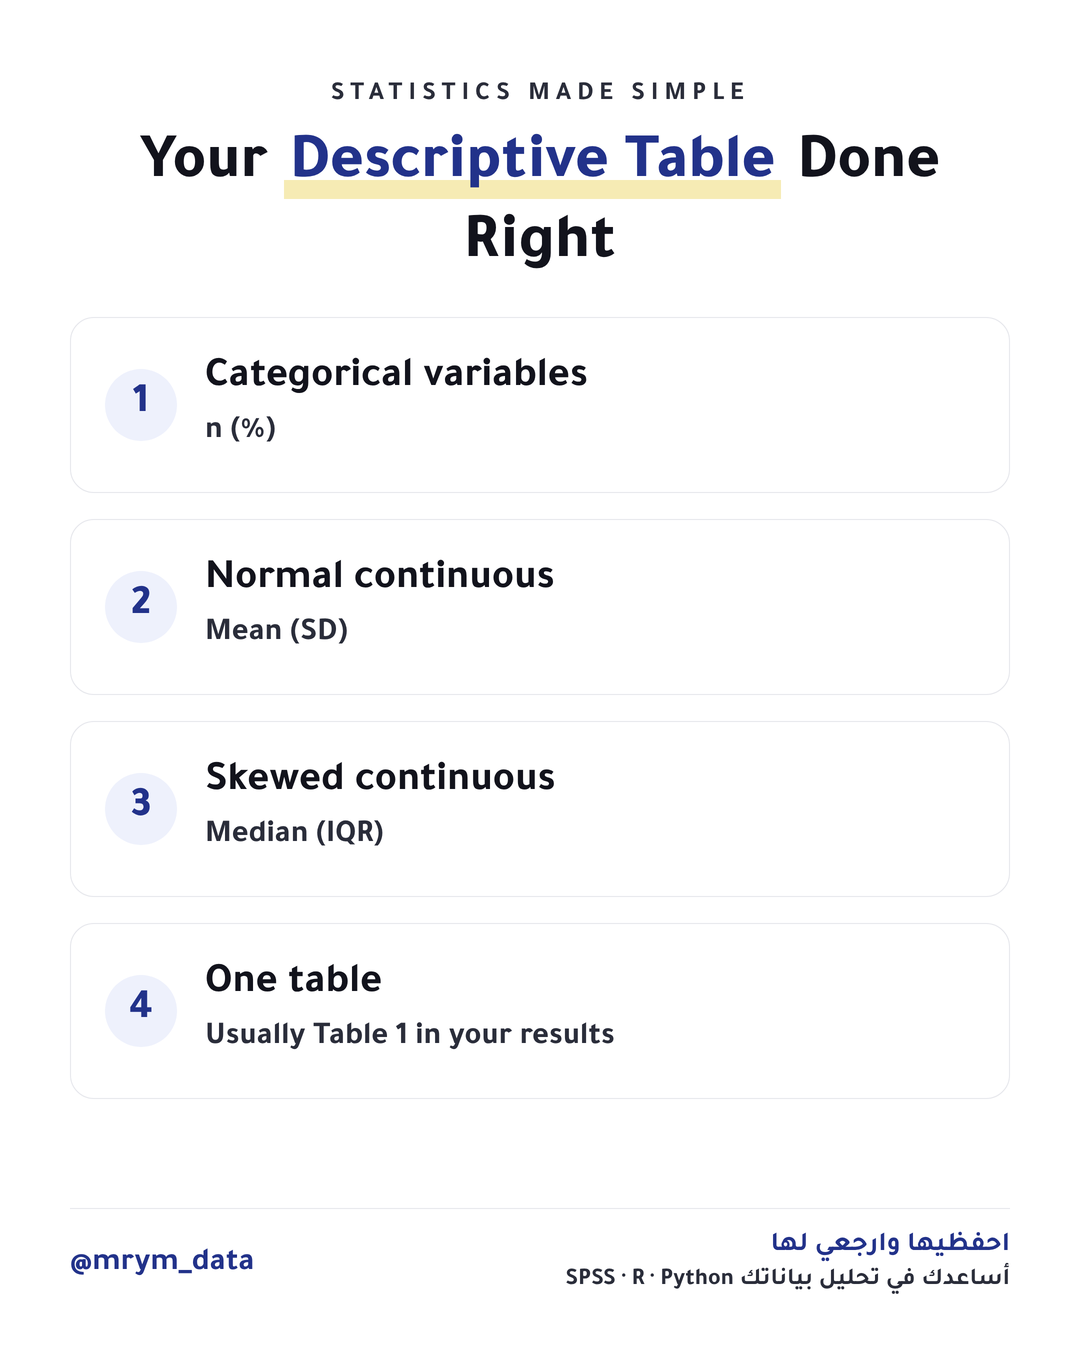 STATISTICS MADE SIMPLE
Your Descriptive Table Done
Right
1
Categorical variables
n (%)
2
Normal continuous
Mean (SD)
3
Skewed continuous
Median (IQR)
4
One table
Usually Table 1 in your results
@mrym_data
احفظيها وارجعي لها
أساعدك في تحليل بياناتك SPSS · R · Python